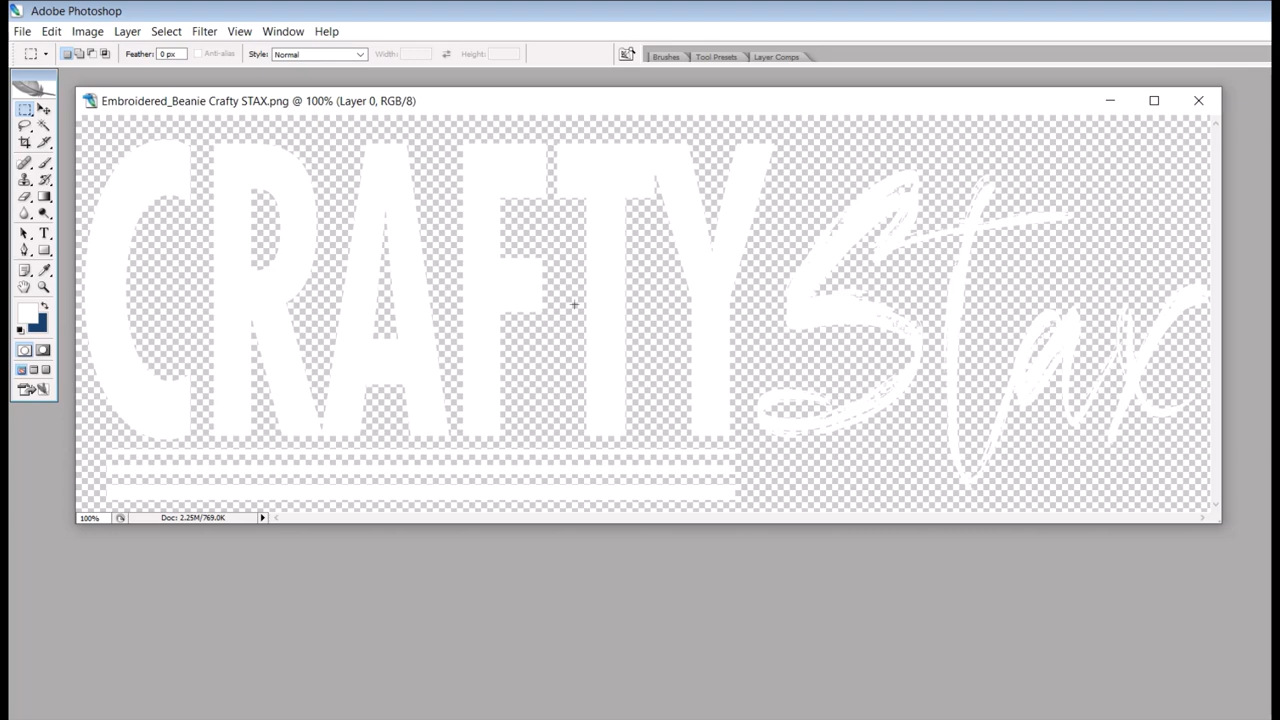 Adobe Photoshop
File Edit Image Layer Select Filter View Window Help
Feather: 0 px Anti-alias Style: Normal Width: Height: Brushes Tool Presets Layer Comps
Embroidered_Beanie Crafty STAX.png @ 100% (Layer 0, RGB/8)
CRAFTY Stax
100% Doc: 2.25M/769.0K